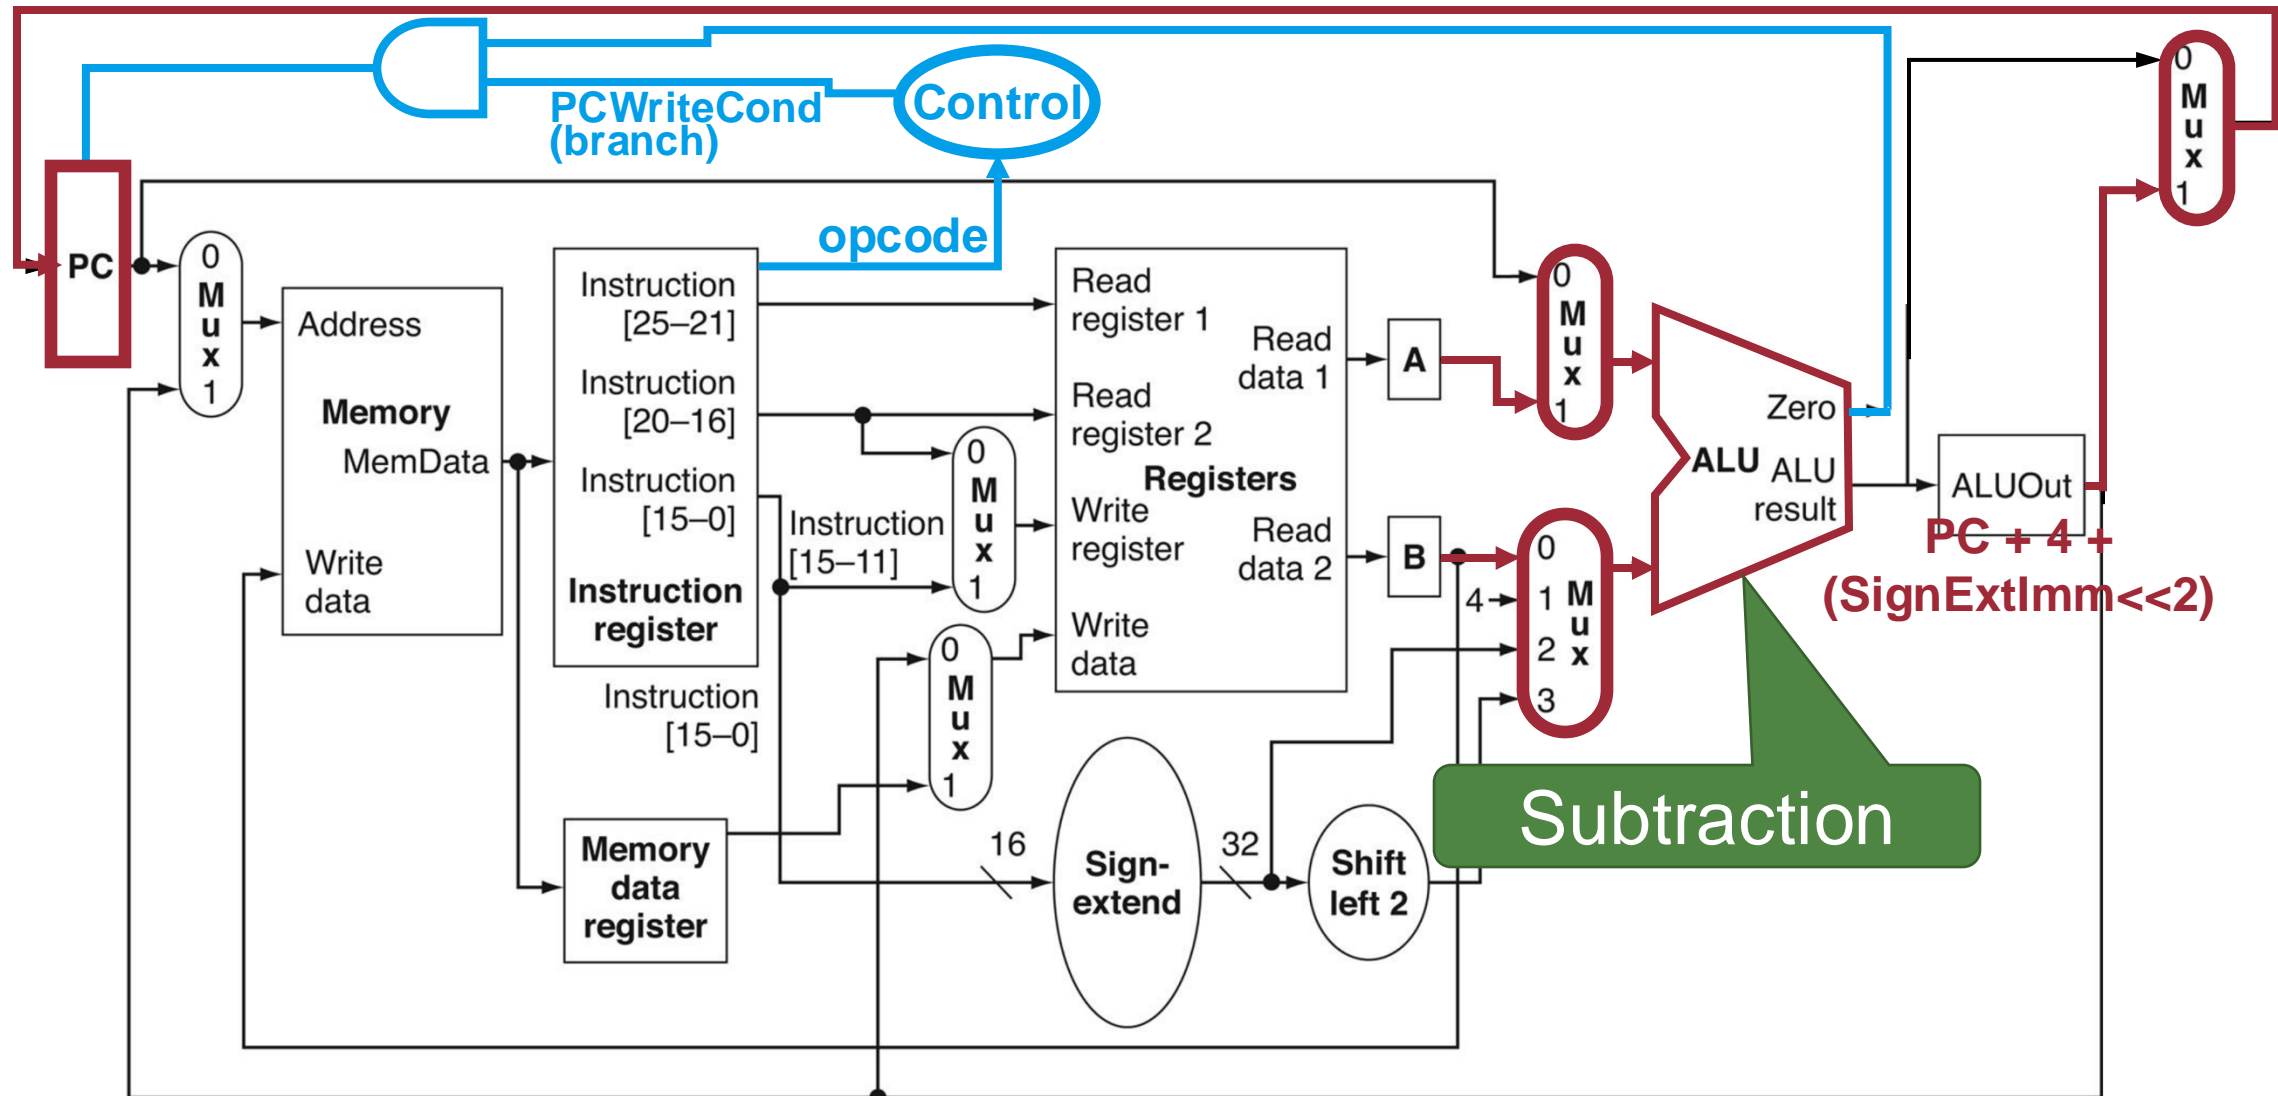 PCWriteCond
(branch)
Control
opcode
PC
0
M
u
x
1
Address
Memory
MemData
Write
data
Instruction
[25–21]
Instruction
[20–16]
Instruction
[15–0]
Instruction
register
Instruction
[15–0]
Instruction
[15–11]
0
M
u
x
1
0
M
u
x
1
Memory
data
register
Read
register 1
Read
register 2
Registers
Write
register
Write
data
Read
data 1
Read
data 2
16
Sign-
extend
32
Shift
left 2
A
B
4
0
M
u
x
1
0
1
2
3
M
u
x
Zero
ALU
ALU
result
ALUOut
PC + 4 +
(SignExtImm<<2)
0
M
u
x
1
Subtraction